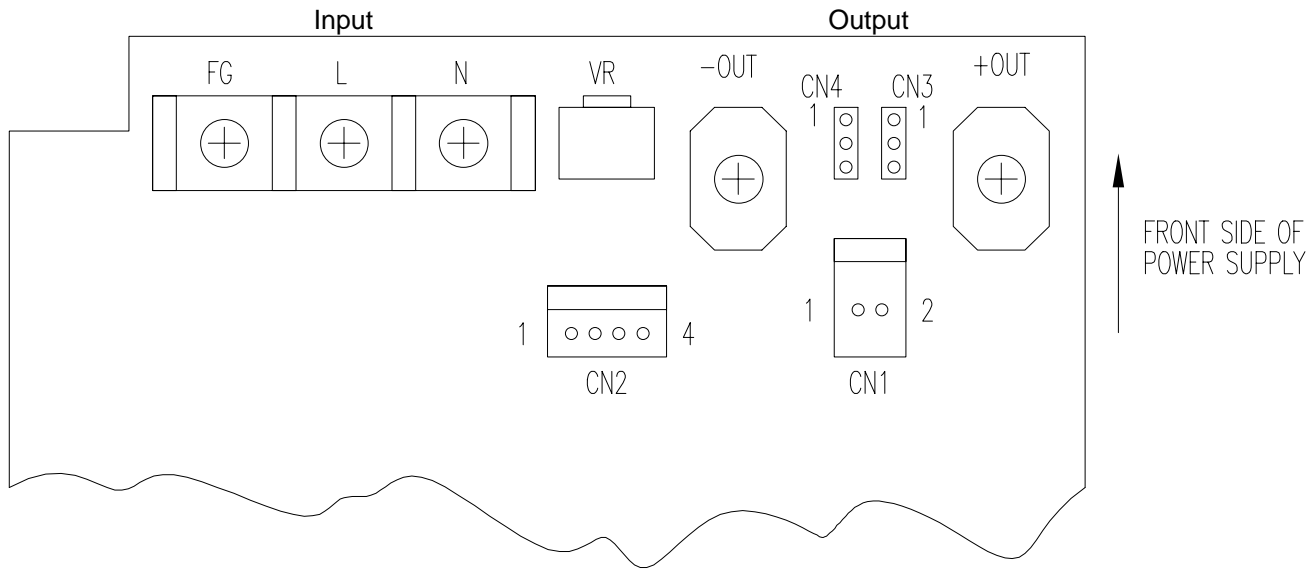 Input
Output
FG
L
N
VR
-OUT
CN4
CN3
+OUT
1
1
FRONT SIDE OF
POWER SUPPLY
1
4
1
2
CN2
CN1